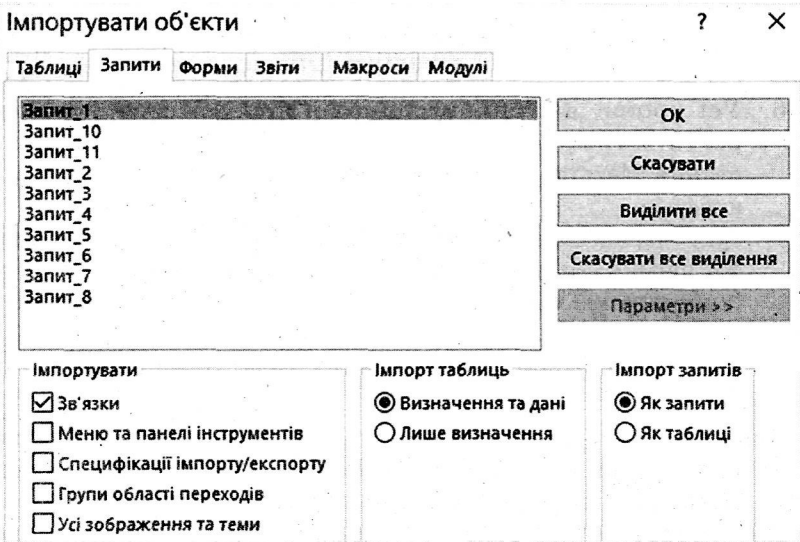 Імпортувати об'єкти ? ×
Таблиці Запити Форми Звіти Макроси Модулі
Запит_1
Запит_10
Запит_11
Запит_2
Запит_3
Запит_4
Запит_5
Запит_6
Запит_7
Запит_8
ОК
Скасувати
Виділити все
Скасувати все виділення
Параметри >>
Імпортувати
Зв'язки
Меню та панелі інструментів
Специфікації імпорту/експорту
Групи області переходів
Усі зображення та теми
Імпорт таблиць
Визначення та дані
Лише визначення
Імпорт запитів
Як запити
Як таблиці